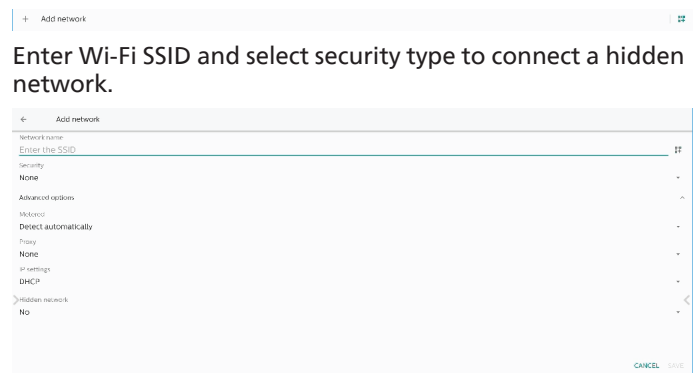 + Add network
Enter Wi-Fi SSID and select security type to connect a hidden
network.
← Add network
Network name
Enter the SSID
Security
None
Advanced options
Metered
Detect automatically
Proxy
None
IP settings
DHCP
Hidden network
No
CANCEL SAVE